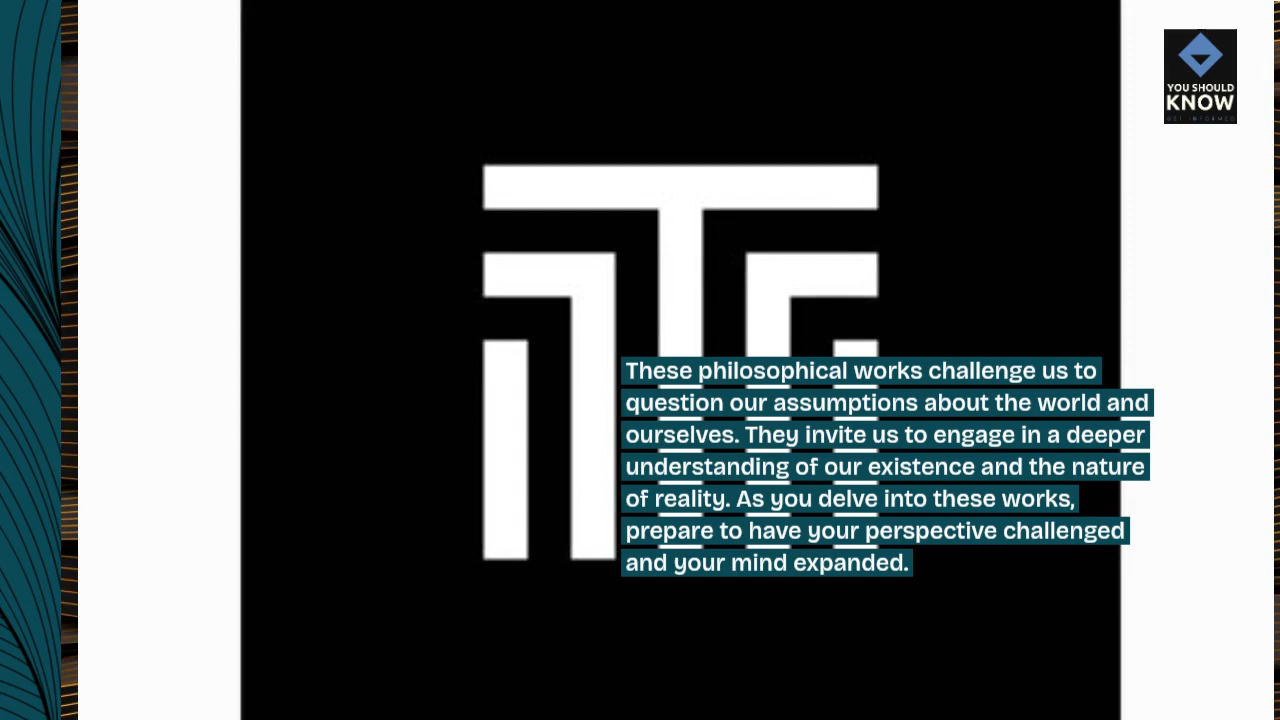 YOU SHOULD
KNOW
GET INFORMED
These philosophical works challenge us to
question our assumptions about the world and
ourselves. They invite us to engage in a deeper
understanding of our existence and the nature
of reality. As you delve into these works,
prepare to have your perspective challenged
and your mind expanded.